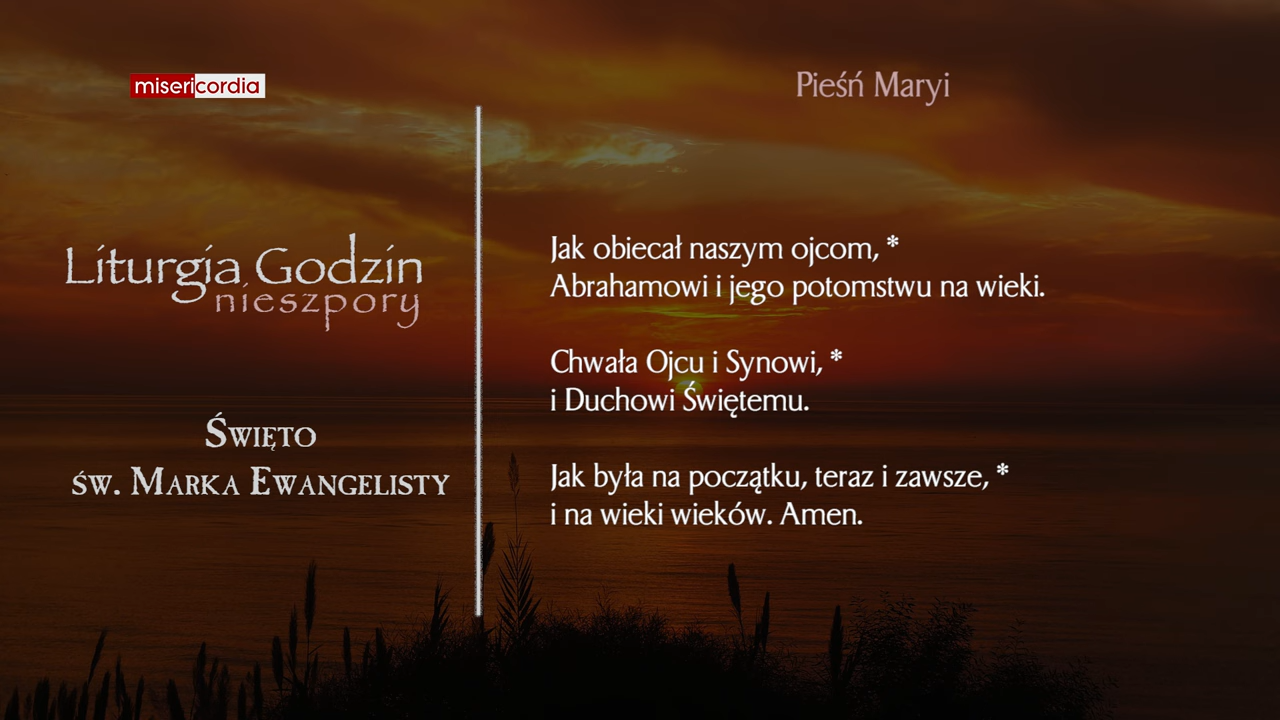 misericordia
Pieśń Maryi
Liturgia Godzin
nieszpory
Święto
św. Marka Ewangelisty
Jak obiecał naszym ojcom, *
Abrahamowi i jego potomstwu na wieki.
Chwała Ojcu i Synowi, *
i Duchowi Świętemu.
Jak była na początku, teraz i zawsze, *
i na wieki wieków. Amen.